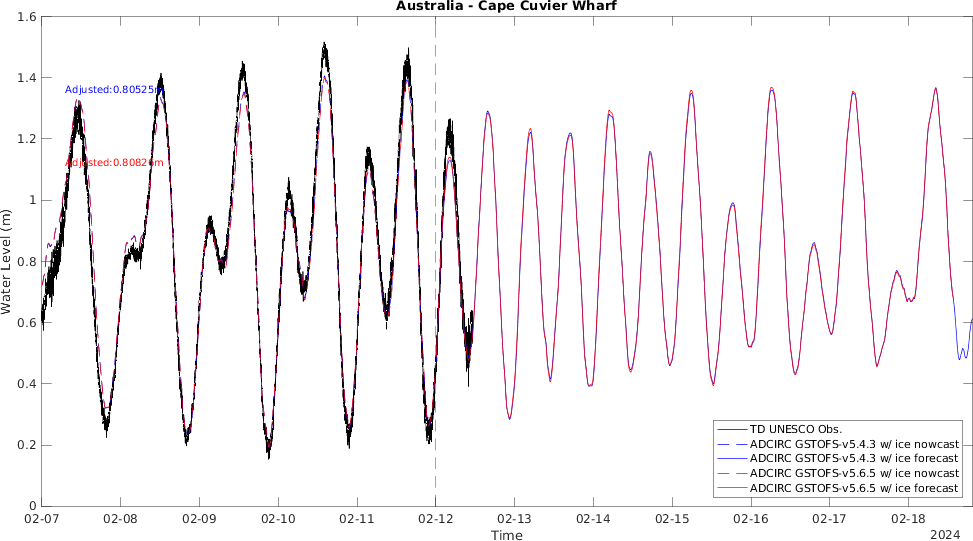 Australia - Cape Cuvier Wharf
1.6
1.4
1.2
1
0.8
0.6
0.4
0.2
0
Water Level (m)
Adjusted:0.80525m
Adjusted:0.80826m
TD UNESCO Obs.
ADCIRC GSTOFS-v5.4.3 w/ ice nowcast
ADCIRC GSTOFS-v5.4.3 w/ ice forecast
ADCIRC GSTOFS-v5.6.5 w/ ice nowcast
ADCIRC GSTOFS-v5.6.5 w/ ice forecast
02-07 02-08 02-09 02-10 02-11 02-12 02-13 02-14 02-15 02-16 02-17 02-18
Time
2024